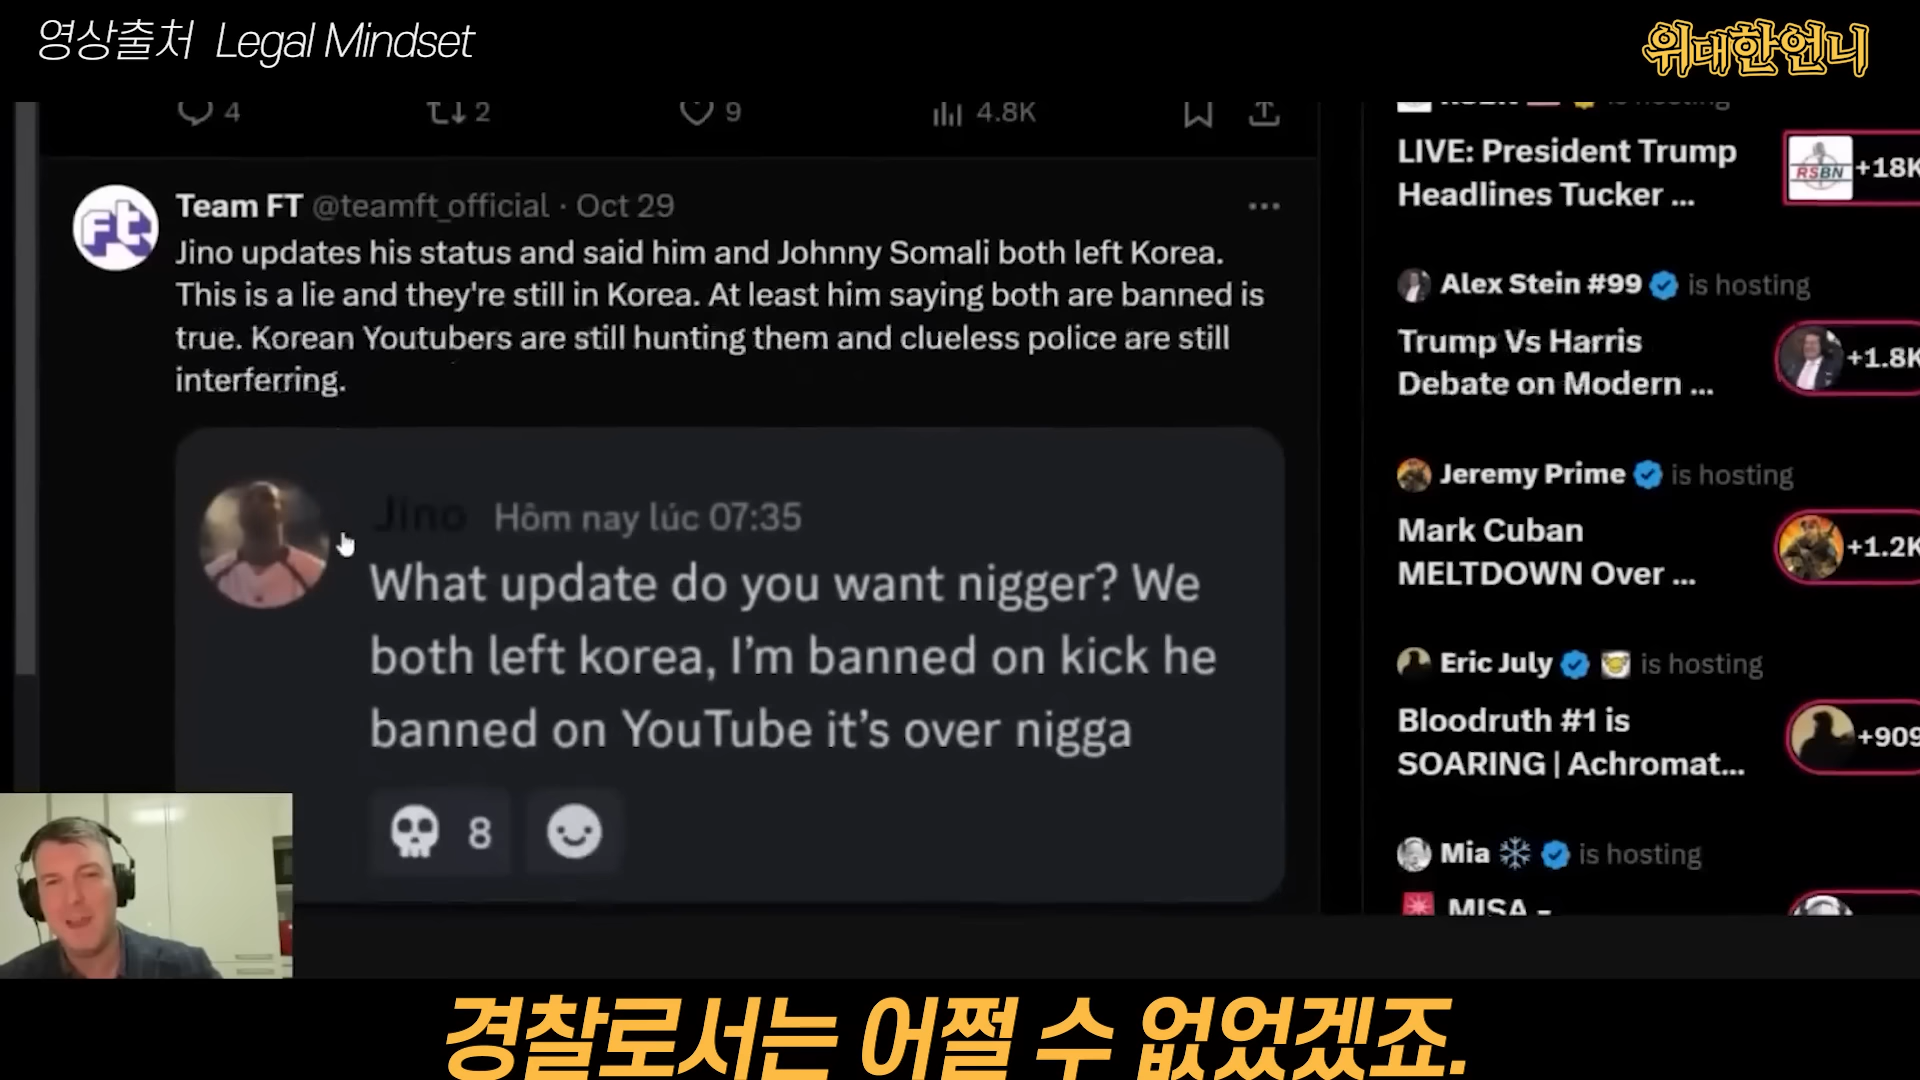 영상출처 Legal Mindset
위대한언니
4 2 9 4.8K
Team FT @teamft_official · Oct 29
Jino updates his status and said him and Johnny Somali both left Korea.
This is a lie and they're still in Korea. At least him saying both are banned is
true. Korean Youtubers are still hunting them and clueless police are still
interferring.
Jino Hôm nay lúc 07:35
What update do you want nigger? We
both left korea, I'm banned on kick he
banned on YouTube it's over nigga
8
is hosting
LIVE: President Trump
Headlines Tucker ...
RSBN
+18K
Alex Stein #99 is hosting
Trump Vs Harris
Debate on Modern ...
+1.8K
Jeremy Prime is hosting
Mark Cuban
MELTDOWN Over ...
+1.2K
Eric July is hosting
Bloodruth #1 is
SOARING | Achromat...
+909
Mia is hosting
MISA -
경찰로서는 어쩔 수 없었겠죠.